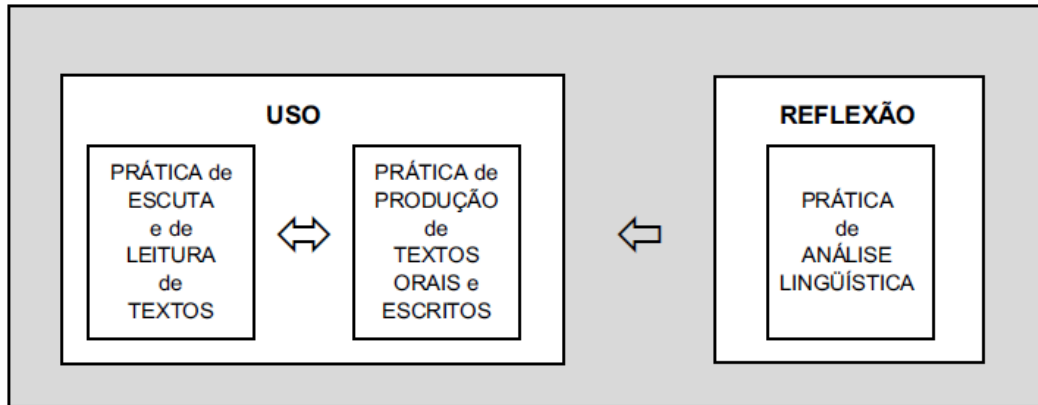 USO
PRÁTICA de
ESCUTA
e de
LEITURA
de
TEXTOS
PRÁTICA de
PRODUÇÃO
de
TEXTOS
ORAIS e
ESCRITOS
REFLEXÃO
PRÁTICA
de
ANÁLISE
LINGÜÍSTICA